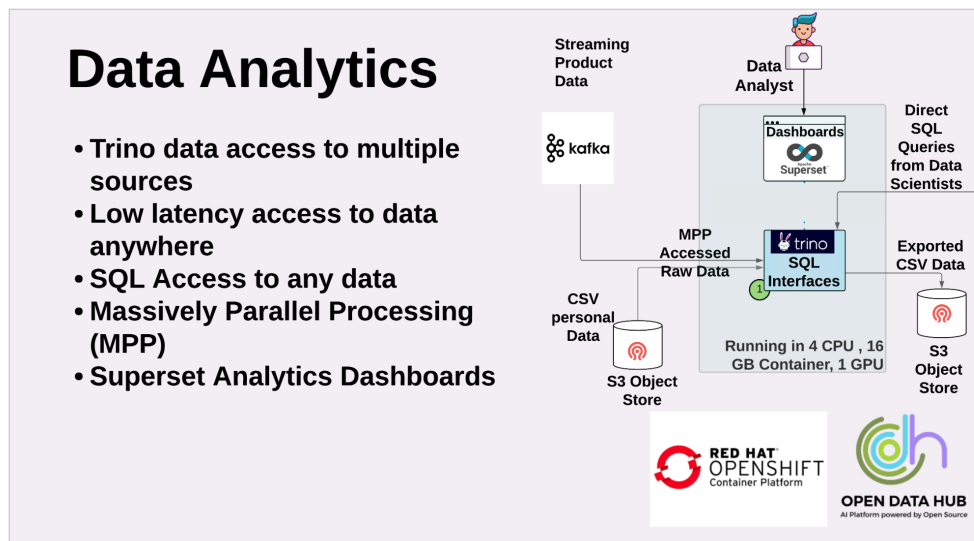 Data Analytics
• Trino data access to multiple
sources
• Low latency access to data
anywhere
• SQL Access to any data
• Massively Parallel Processing
(MPP)
• Superset Analytics Dashboards
Streaming
Product
Data
kafka
Data
Analyst
Dashboards
Apache
Superset
Direct
SQL
Queries
from Data
Scientists
MPP
Accessed
Raw Data
trino
SQL
Interfaces
1
Exported
CSV Data
CSV
personal
Data
S3 Object
Store
Running in 4 CPU , 16
GB Container, 1 GPU
S3
Object
Store
RED HAT®
OPENSHIFT
Container Platform
OPEN DATA HUB
AI Platform powered by Open Source